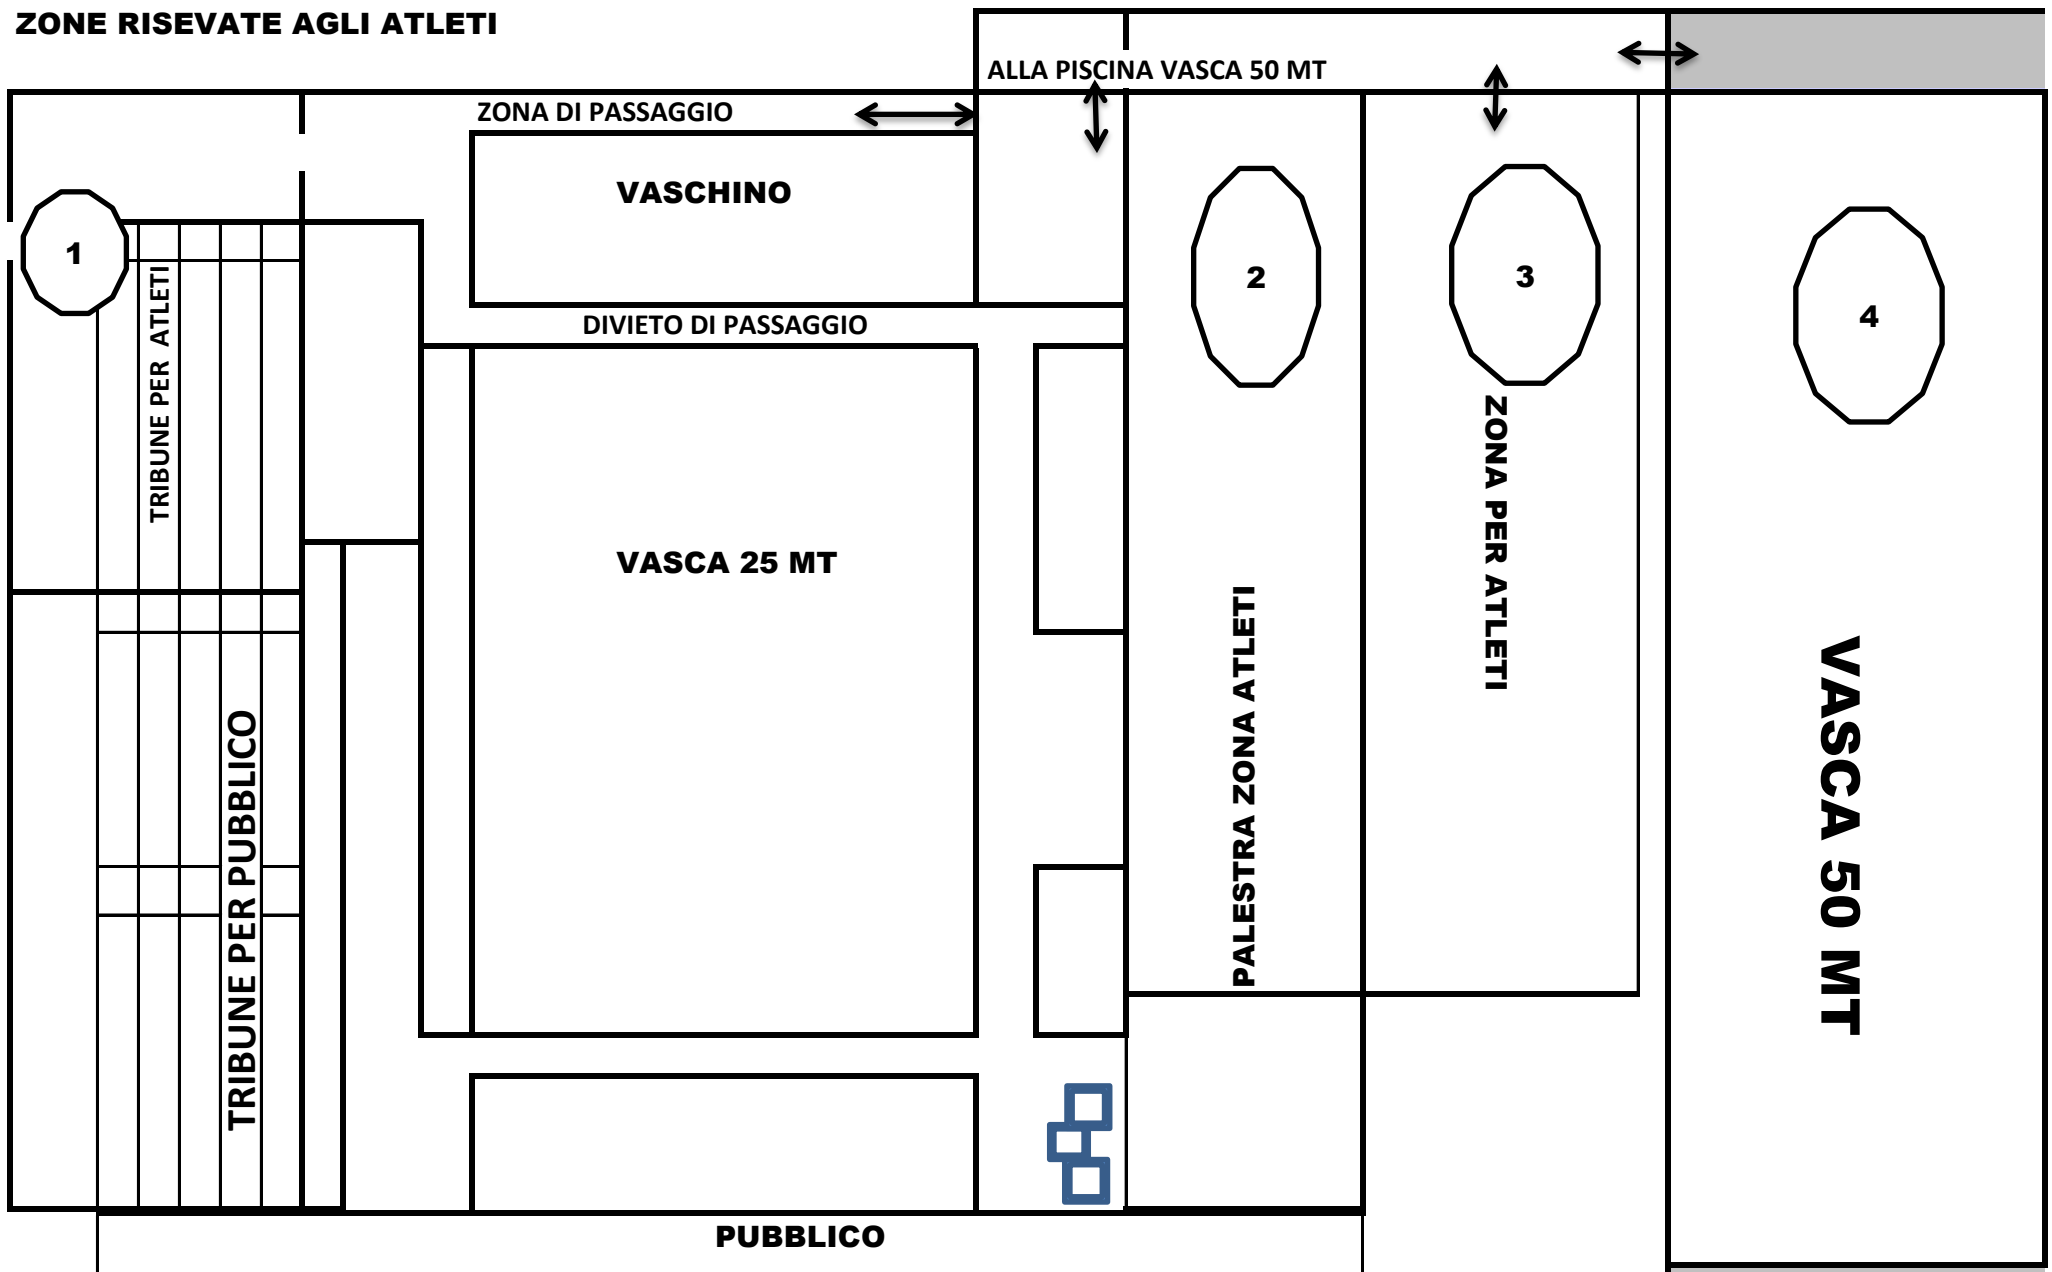 ZONE RISEVATE AGLI ATLETI
ALLA PISCINA VASCA 50 MT
ZONA DI PASSAGGIO
VASCHINO
1
2
3
4
DIVIETO DI PASSAGGIO
TRIBUNE PER ATLETI
VASCA 25 MT
ZONA PER ATLETI
PALESTRA ZONA ATLETI
VASCA 50 MT
TRIBUNE PER PUBBLICO
PUBBLICO